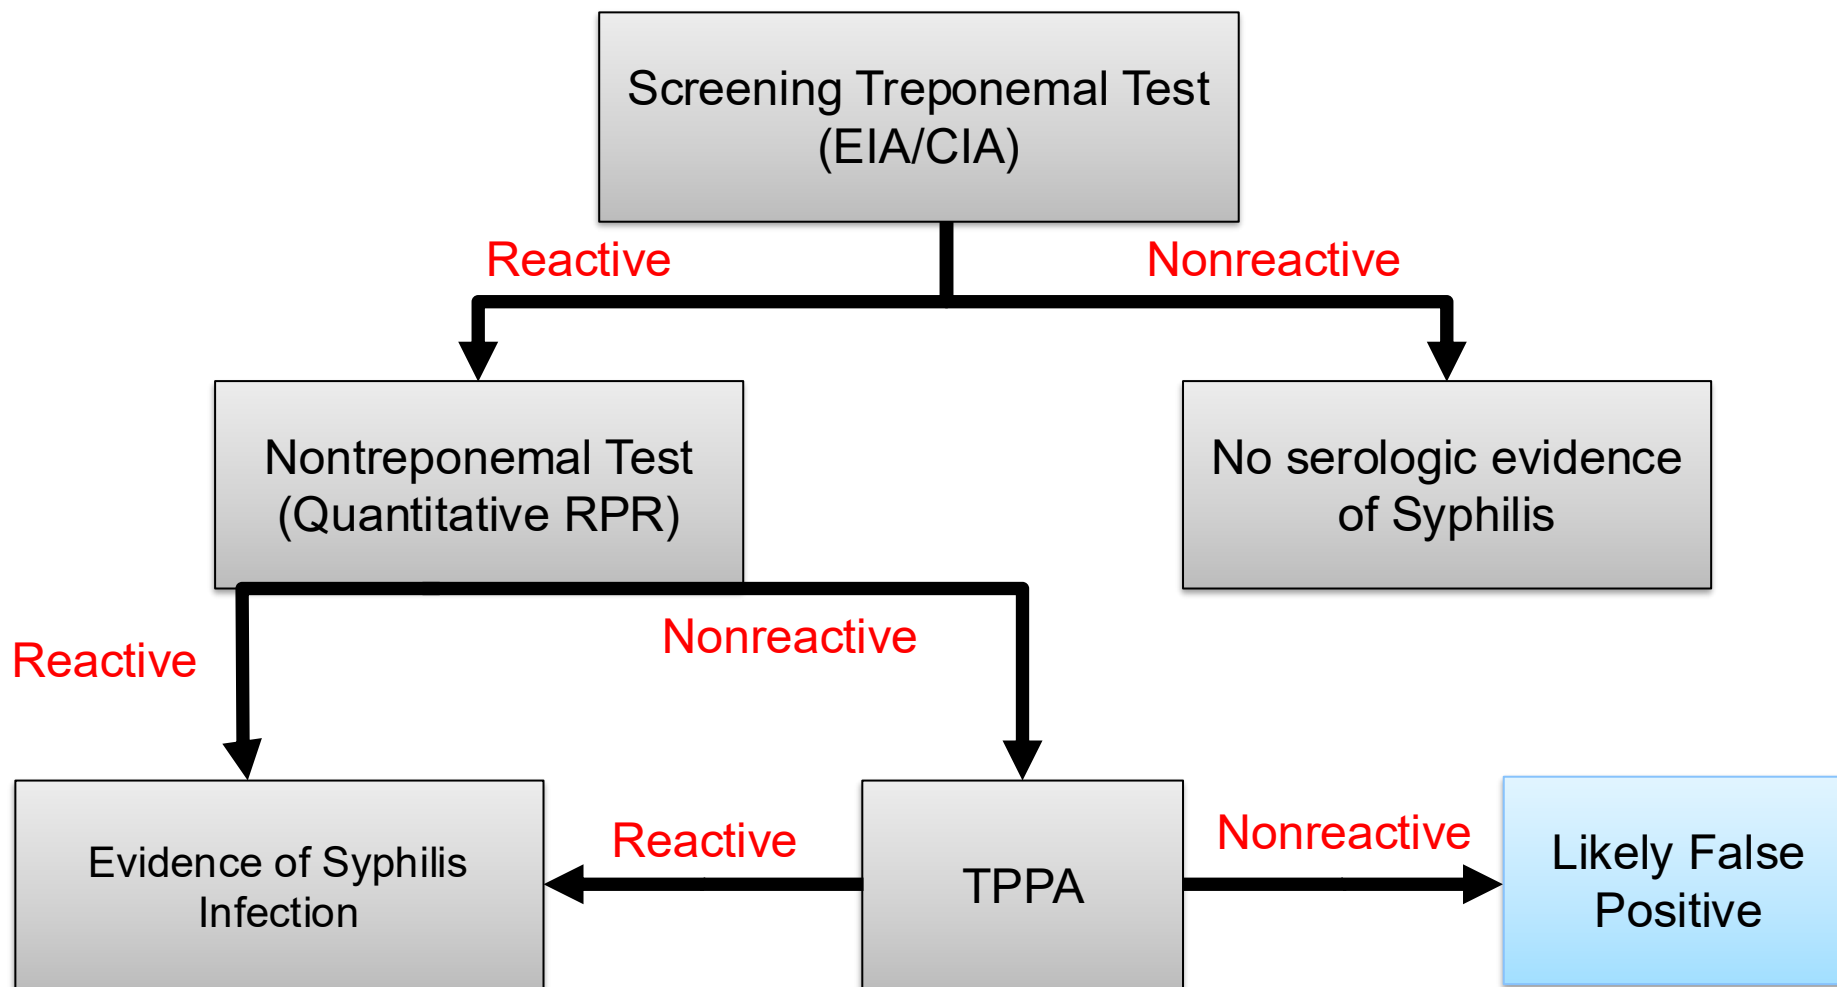 Screening Treponemal Test
(EIA/CIA)
Reactive
Nonreactive
Nontreponemal Test
(Quantitative RPR)
No serologic evidence
of Syphilis
Reactive
Nonreactive
Evidence of Syphilis
Infection
Reactive
TPPA
Nonreactive
Likely False
Positive